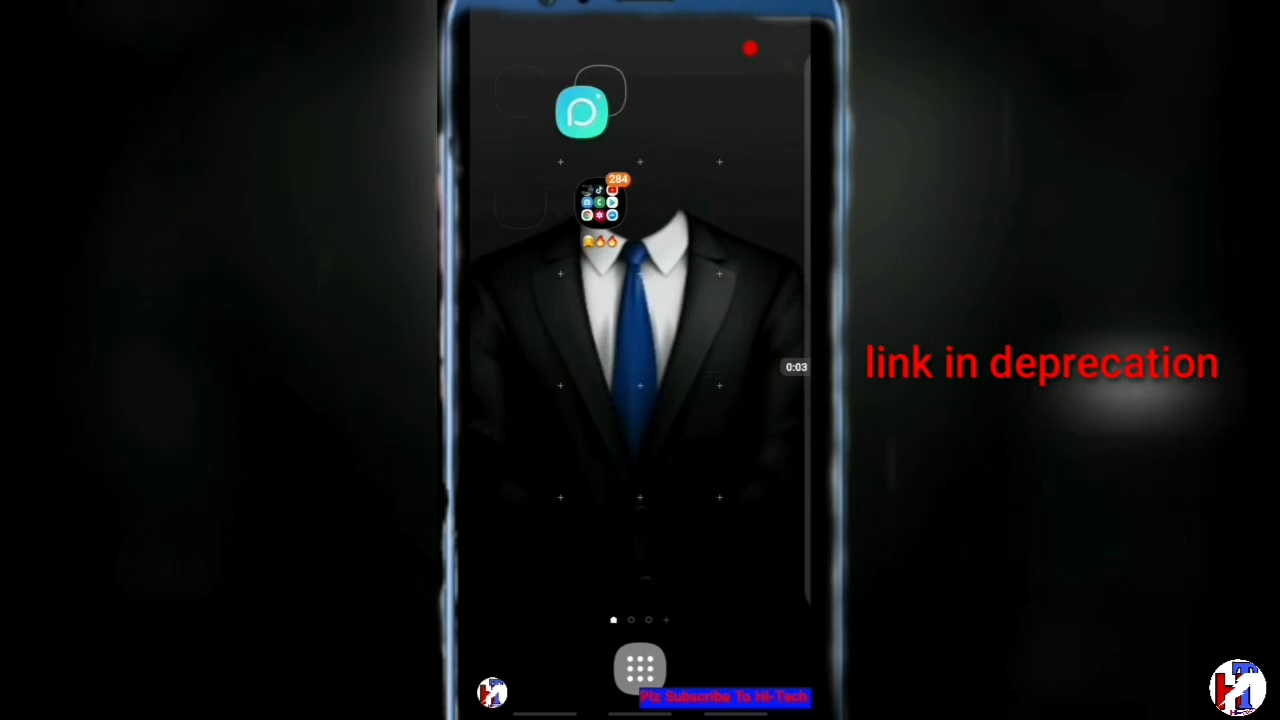 284
🤗🔥🔥
0:03
link in deprecation
Plz Subscribe To Hi-Tech